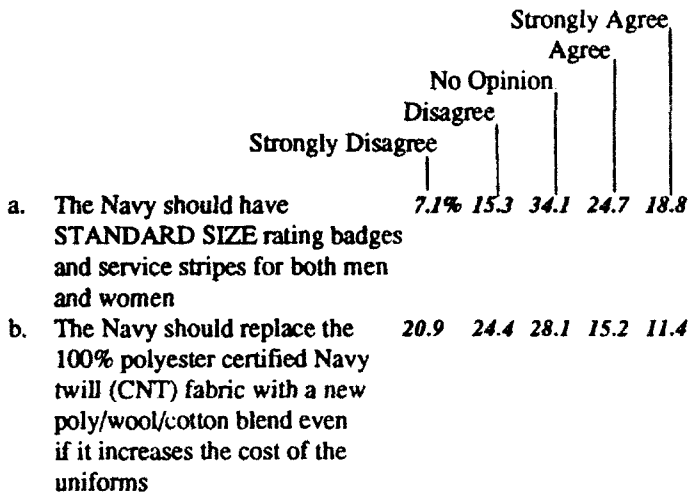 Strongly Agree
Agree
No Opinion
Disagree
Strongly Disagree
a. The Navy should have 7.1% 15.3 34.1 24.7 18.8
STANDARD SIZE rating badges
and service stripes for both men
and women
b. The Navy should replace the 20.9 24.4 28.1 15.2 11.4
100% polyester certified Navy
twill (CNT) fabric with a new
poly/wool/cotton blend even
if it increases the cost of the
uniforms